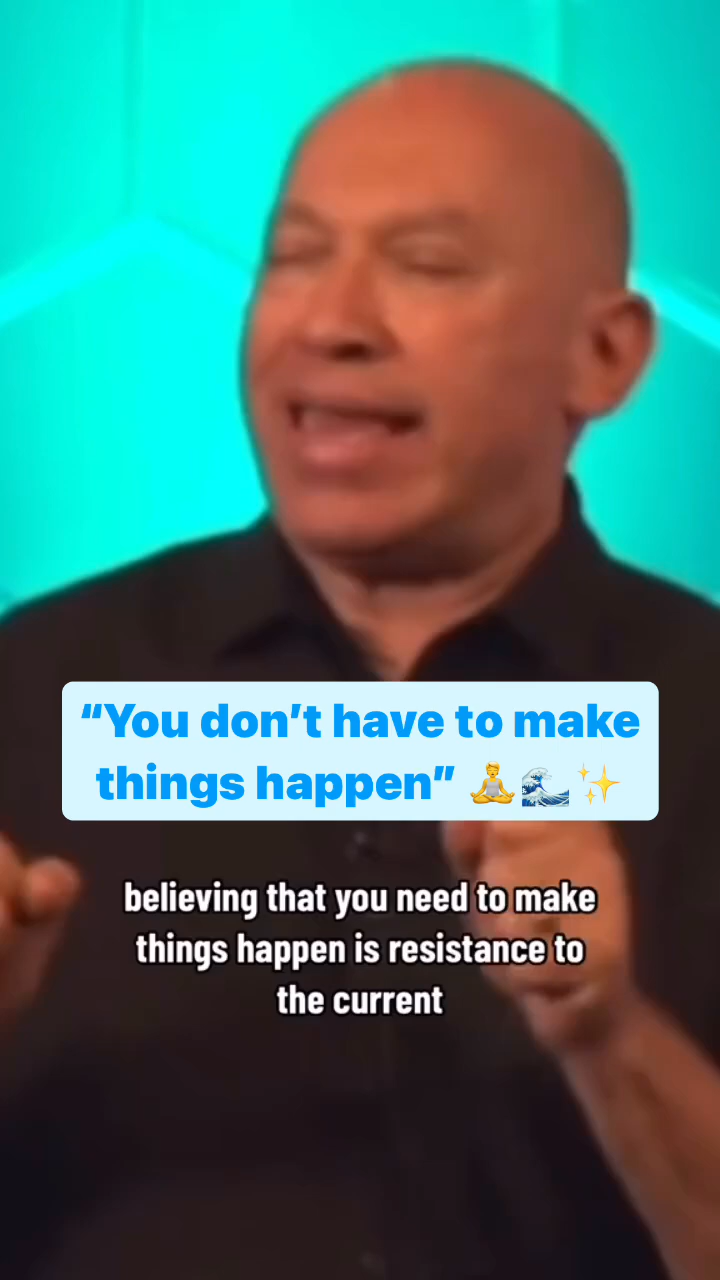 “You don’t have to make
things happen” 🧘🌊✨
believing that you need to make
things happen is resistance to
the current